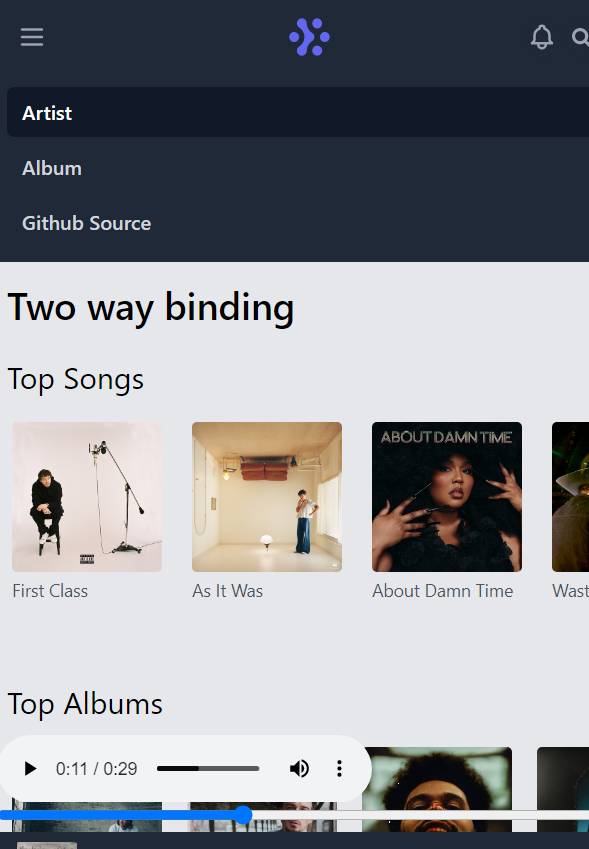 Artist
Album
Github Source
Two way binding
Top Songs
ABOUT DAMN TIME
First Class
As It Was
About Damn Time
Wast
Top Albums
0:11 / 0:29